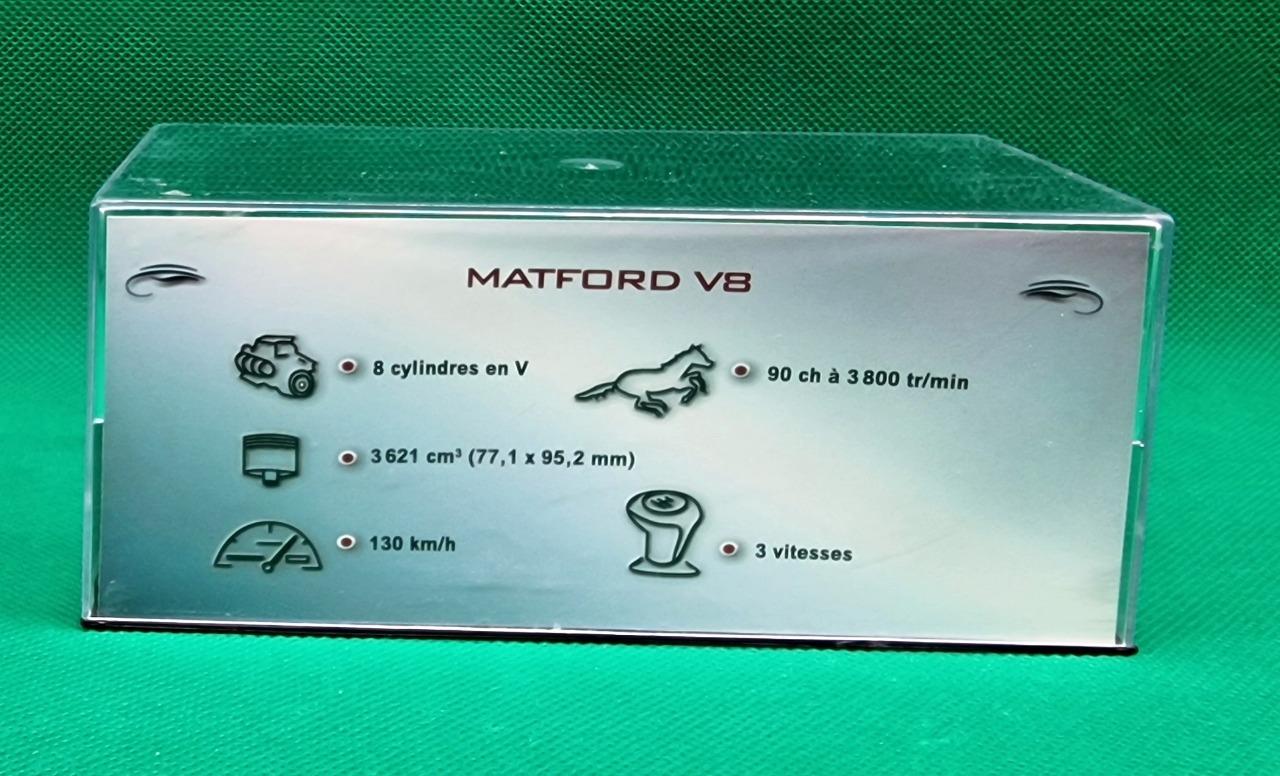 MATFORD V8
8 cylindres en V
90 ch à 3 800 tr/min
3 621 cm³ (77,1 x 95,2 mm)
130 km/h
3 vitesses